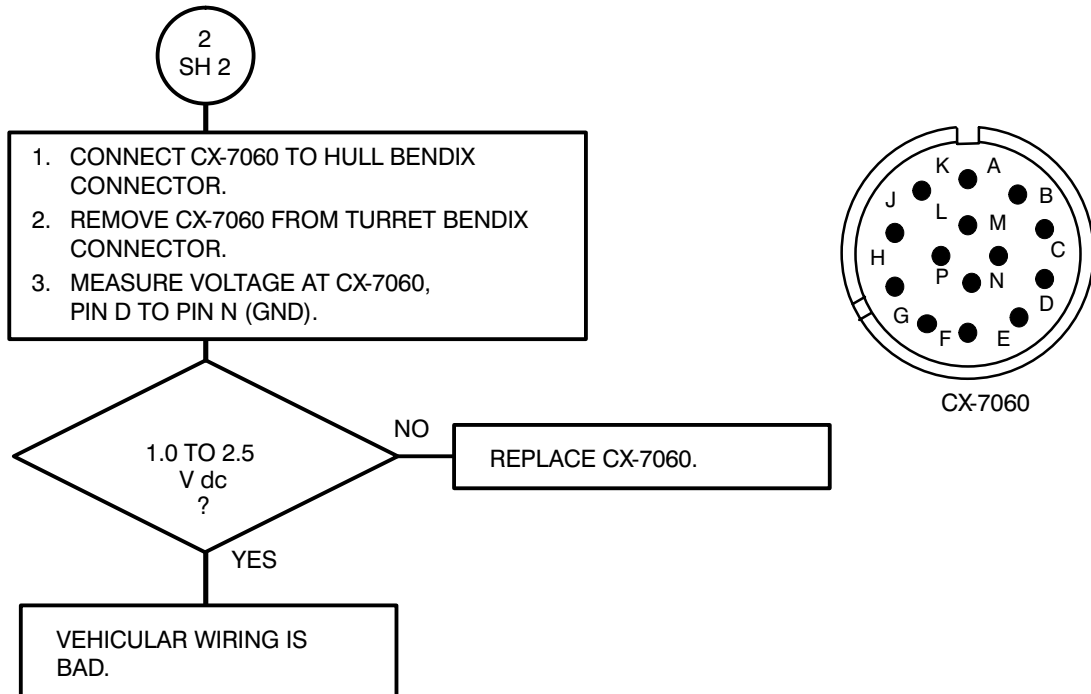 2
SH 2
1. CONNECT CX-7060 TO HULL BENDIX
CONNECTOR.
2. REMOVE CX-7060 FROM TURRET BENDIX
CONNECTOR.
3. MEASURE VOLTAGE AT CX-7060,
PIN D TO PIN N (GND).
1.0 TO 2.5
V dc
?
NO
REPLACE CX-7060.
YES
VEHICULAR WIRING IS
BAD.
K A
J B
L M
H C
P N
D
G F E
CX-7060